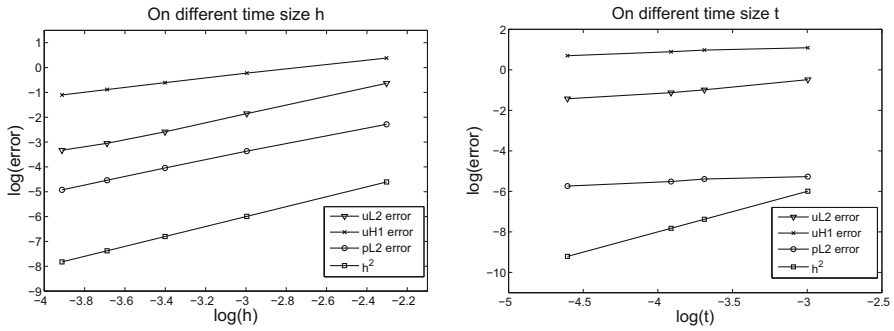 On different time size h
1
0
−1
−2
−3
−4
−5
−6
−7
−8
−9
log(error)
−4
−3.8
−3.6
−3.4
−3.2
−3
−2.8
−2.6
−2.4
−2.2
log(h)
uL2 error
uH1 error
pL2 error
h²
On different time size t
2
0
−2
−4
−6
−8
−10
log(error)
−5
−4.5
−4
−3.5
−3
−2.5
log(t)
uL2 error
uH1 error
pL2 error
h²